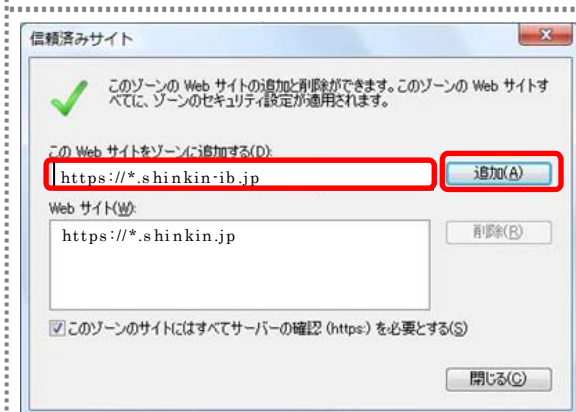 信頼済みサイト
このゾーンの Web サイトの追加と削除ができます。このゾーンの Web サイトす
べてに、ゾーンのセキュリティ設定が適用されます。
この Web サイトをゾーンに追加する(D):
https://*.shinkin-ib.jp
追加(A)
Web サイト(W):
https://*.shinkin.jp
削除(R)
このゾーンのサイトにはすべてサーバーの確認 (https:) を必要とする(S)
閉じる(C)